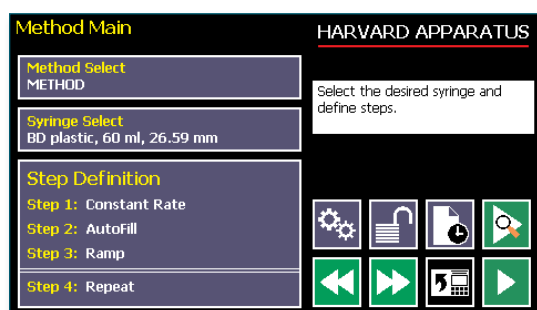 Method Main
HARVARD APPARATUS
Method Select
METHOD
Syringe Select
BD plastic, 60 ml, 26.59 mm
Select the desired syringe and
define steps.
Step Definition
Step 1: Constant Rate
Step 2: AutoFill
Step 3: Ramp
Step 4: Repeat